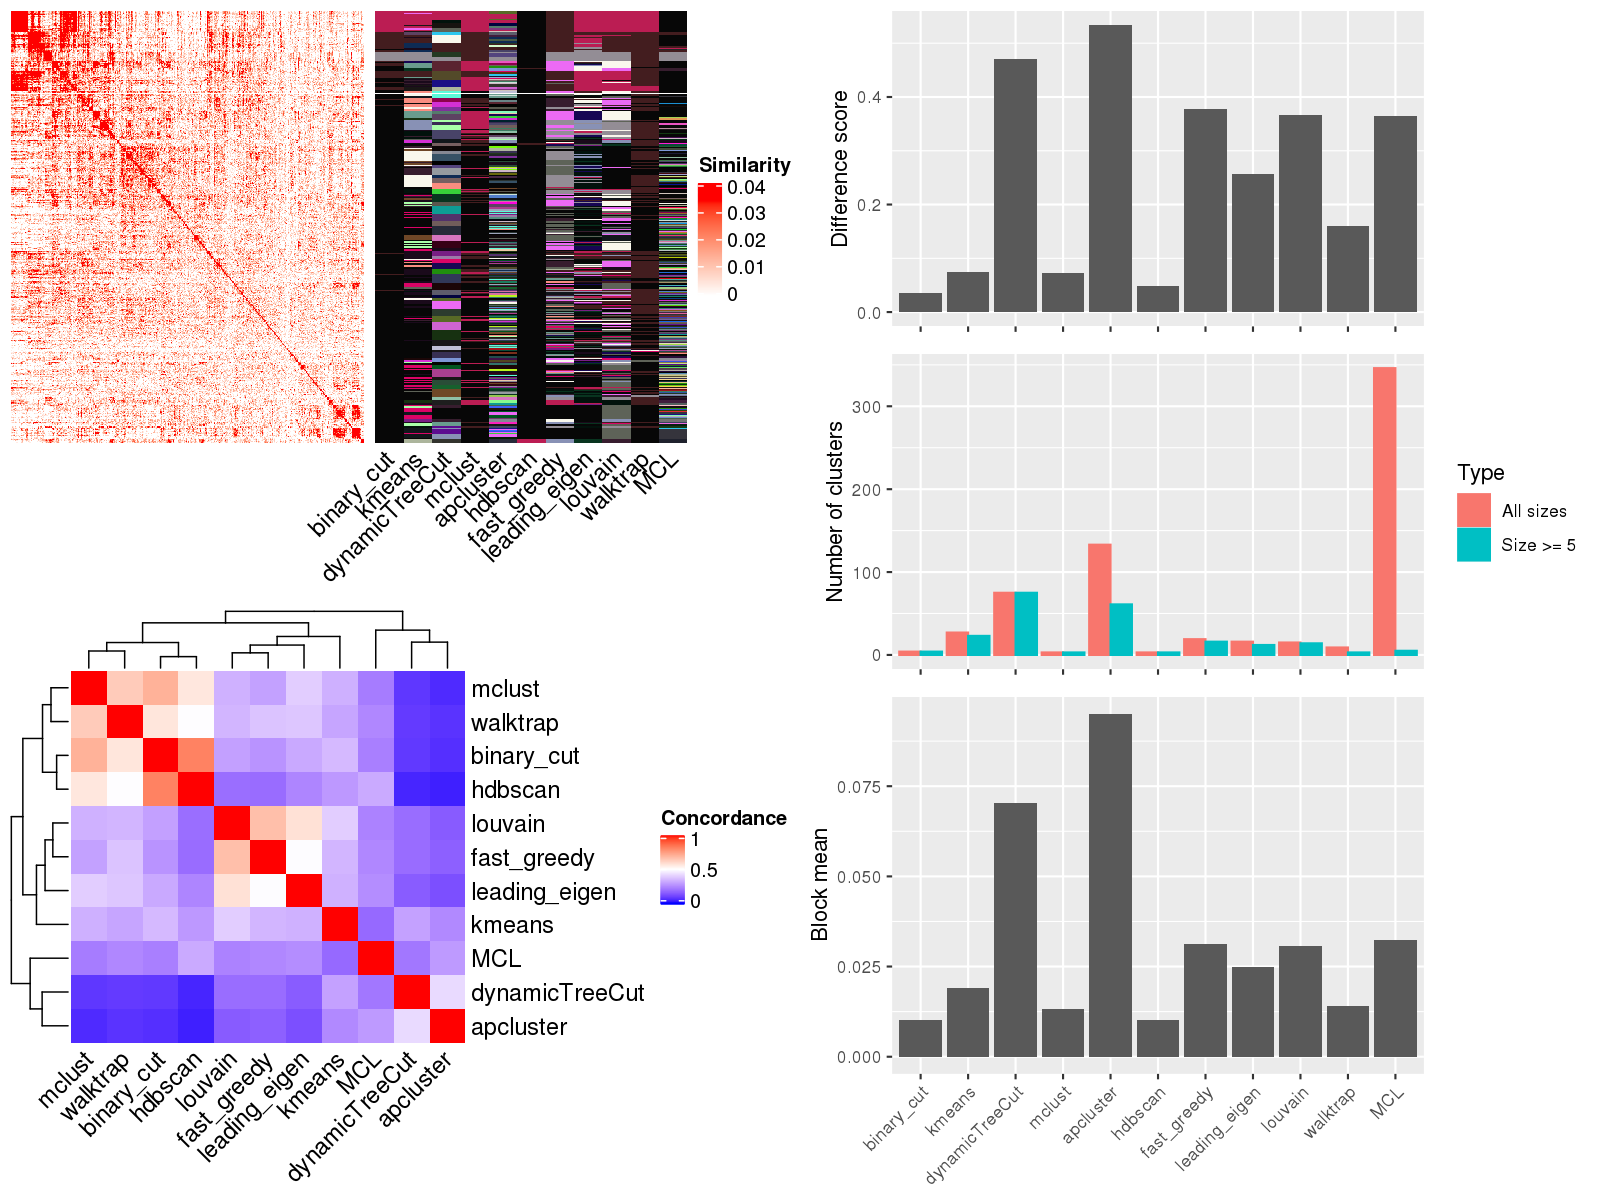 Similarity
0.04
0.03
0.02
0.01
0
binary_cut
kmeans
dynamicTreeCut
mclust
apcluster
hdbscan
fast_greedy
leading_eigen
louvain
walktrap
MCL
mclust
walktrap
binary_cut
hdbscan
louvain
fast_greedy
leading_eigen
kmeans
MCL
dynamicTreeCut
apcluster
Concordance
1
0.5
0
mclust
walktrap
binary_cut
hdbscan
louvain
fast_greedy
leading_eigen
kmeans
MCL
dynamicTreeCut
apcluster
Difference score
0.4
0.2
0.0
Number of clusters
300
200
100
0
Type
All sizes
Size >= 5
Block mean
0.075
0.050
0.025
0.000
binary_cut
kmeans
dynamicTreeCut
mclust
apcluster
hdbscan
fast_greedy
leading_eigen
louvain
walktrap
MCL